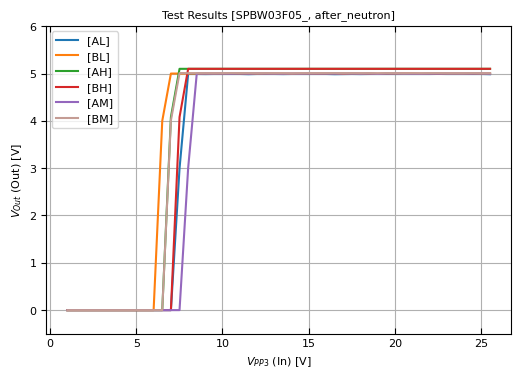 Test Results [SPBW03F05_, after_neutron]
6
5
4
3
2
1
0
V_Out (Out) [V]
[AL]
[BL]
[AH]
[BH]
[AM]
[BM]
0 5 10 15 20 25
V_PP3 (In) [V]